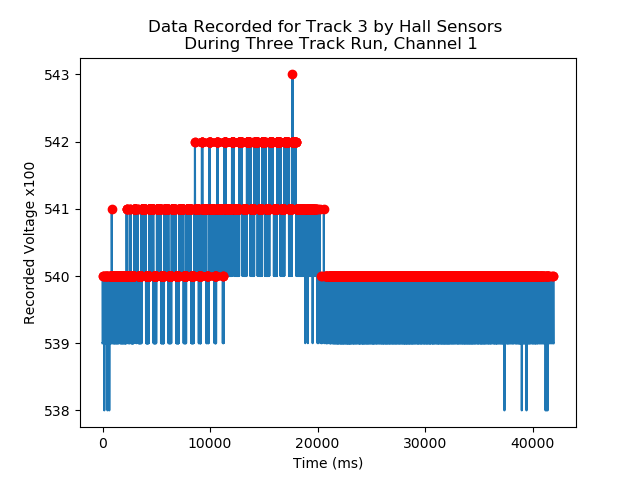 Data Recorded for Track 3 by Hall Sensors
During Three Track Run, Channel 1
543
542
541
540
539
538
Recorded Voltage x100
0 10000 20000 30000 40000
Time (ms)